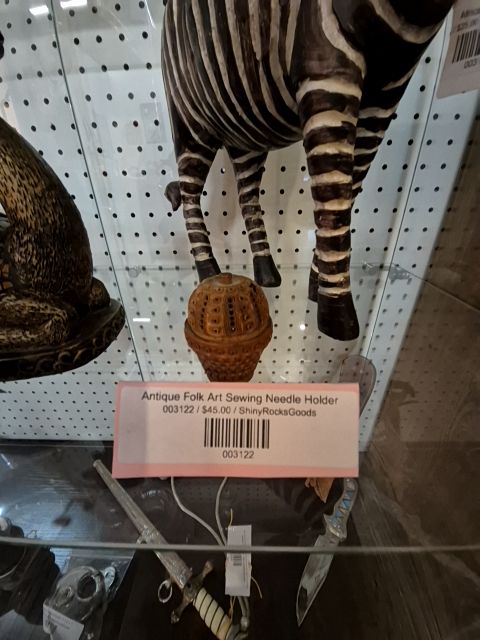 Antique Folk Art Sewing Needle Holder
003122 / $45.00 / ShinyRocksGoods
003122